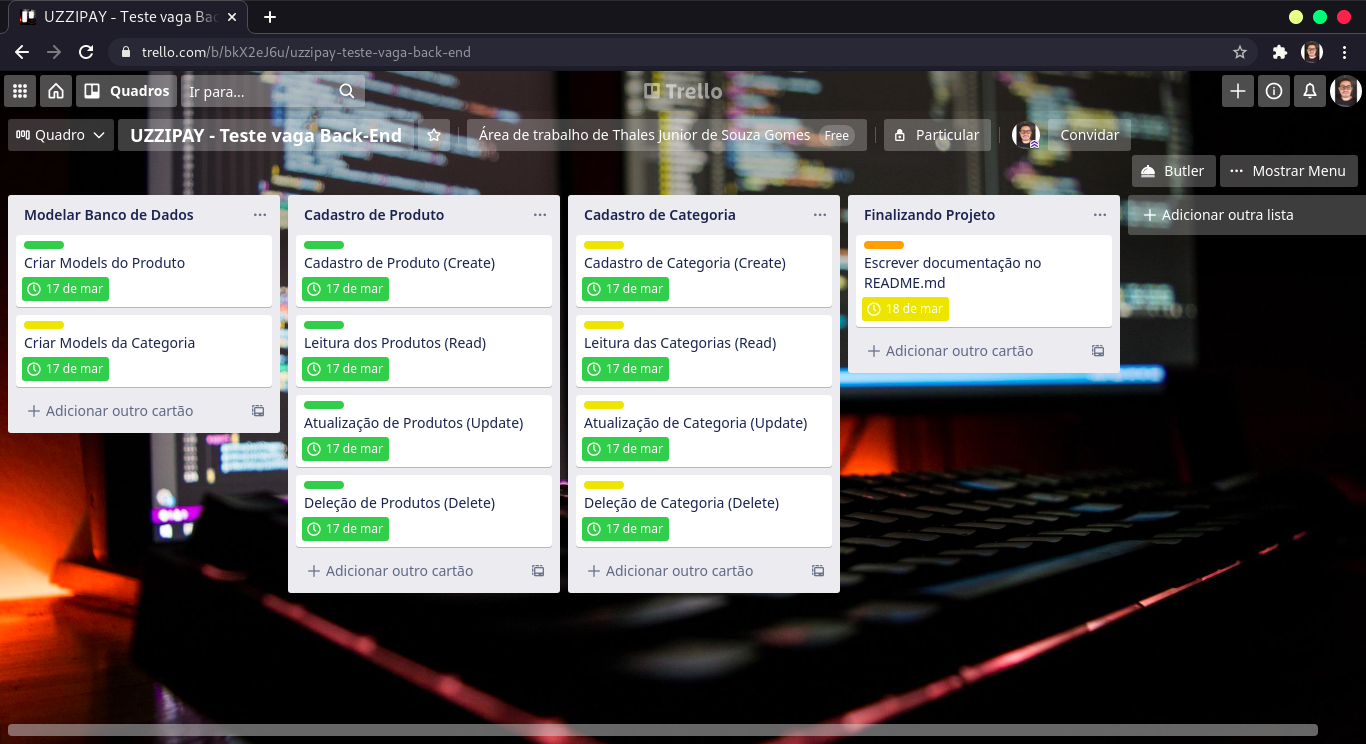 UZZIPAY - Teste vaga Bac
trello.com/b/bkX2eJ6u/uzzipay-teste-vaga-back-end
Quadros
Ir para...
Trello
Quadro
UZZIPAY - Teste vaga Back-End
Área de trabalho de Thales Junior de Souza Gomes
Free
Particular
Convidar
Butler
Mostrar Menu
Modelar Banco de Dados
Criar Models do Produto
17 de mar
Criar Models da Categoria
17 de mar
Adicionar outro cartão
Cadastro de Produto
Cadastro de Produto (Create)
17 de mar
Leitura dos Produtos (Read)
17 de mar
Atualização de Produtos (Update)
17 de mar
Deleção de Produtos (Delete)
17 de mar
Adicionar outro cartão
Cadastro de Categoria
Cadastro de Categoria (Create)
17 de mar
Leitura das Categorias (Read)
17 de mar
Atualização de Categoria (Update)
17 de mar
Deleção de Categoria (Delete)
17 de mar
Adicionar outro cartão
Finalizando Projeto
Escrever documentação no
README.md
18 de mar
Adicionar outro cartão
Adicionar outra lista